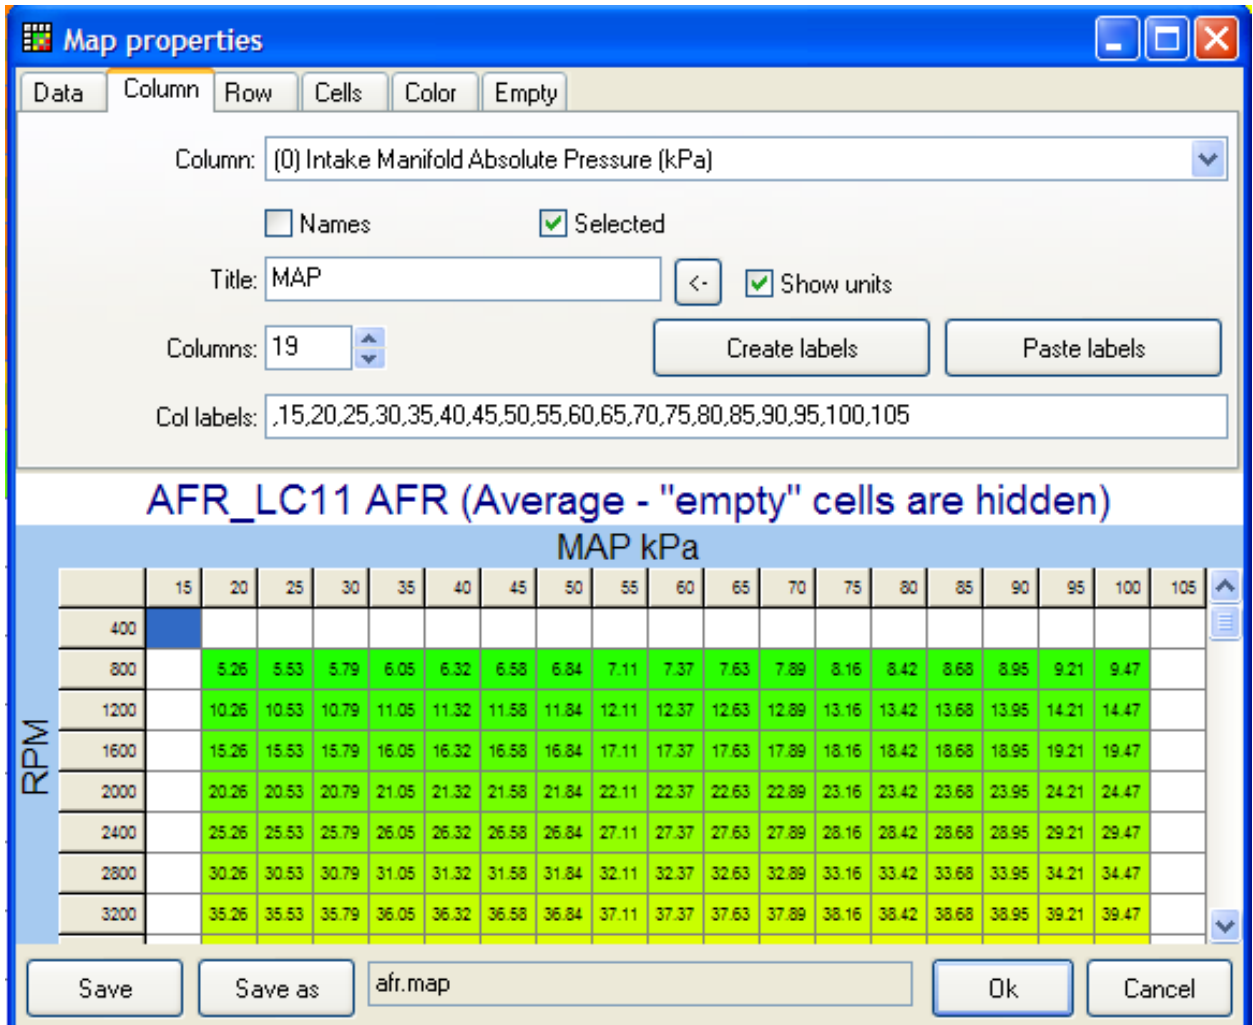 Map properties
Data Column Row Cells Color Empty
Column: (0) Intake Manifold Absolute Pressure (kPa)
Names Selected
Title: MAP <- Show units
Columns: 19 Create labels Paste labels
Col labels: ,15,20,25,30,35,40,45,50,55,60,65,70,75,80,85,90,95,100,105
AFR_LC11 AFR (Average - "empty" cells are hidden)
MAP kPa
15 20 25 30 35 40 45 50 55 60 65 70 75 80 85 90 95 100 105
RPM
400
800 5.26 5.53 5.79 6.05 6.32 6.58 6.84 7.11 7.37 7.63 7.89 8.16 8.42 8.68 8.95 9.21 9.47
1200 10.26 10.53 10.79 11.05 11.32 11.58 11.84 12.11 12.37 12.63 12.89 13.16 13.42 13.68 13.95 14.21 14.47
1600 15.26 15.53 15.79 16.05 16.32 16.58 16.84 17.11 17.37 17.63 17.89 18.16 18.42 18.68 18.95 19.21 19.47
2000 20.26 20.53 20.79 21.05 21.32 21.58 21.84 22.11 22.37 22.63 22.89 23.16 23.42 23.68 23.95 24.21 24.47
2400 25.26 25.53 25.79 26.05 26.32 26.58 26.84 27.11 27.37 27.63 27.89 28.16 28.42 28.68 28.95 29.21 29.47
2800 30.26 30.53 30.79 31.05 31.32 31.58 31.84 32.11 32.37 32.63 32.89 33.16 33.42 33.68 33.95 34.21 34.47
3200 35.26 35.53 35.79 36.05 36.32 36.58 36.84 37.11 37.37 37.63 37.89 38.16 38.42 38.68 38.95 39.21 39.47
Save Save as afr.map Ok Cancel